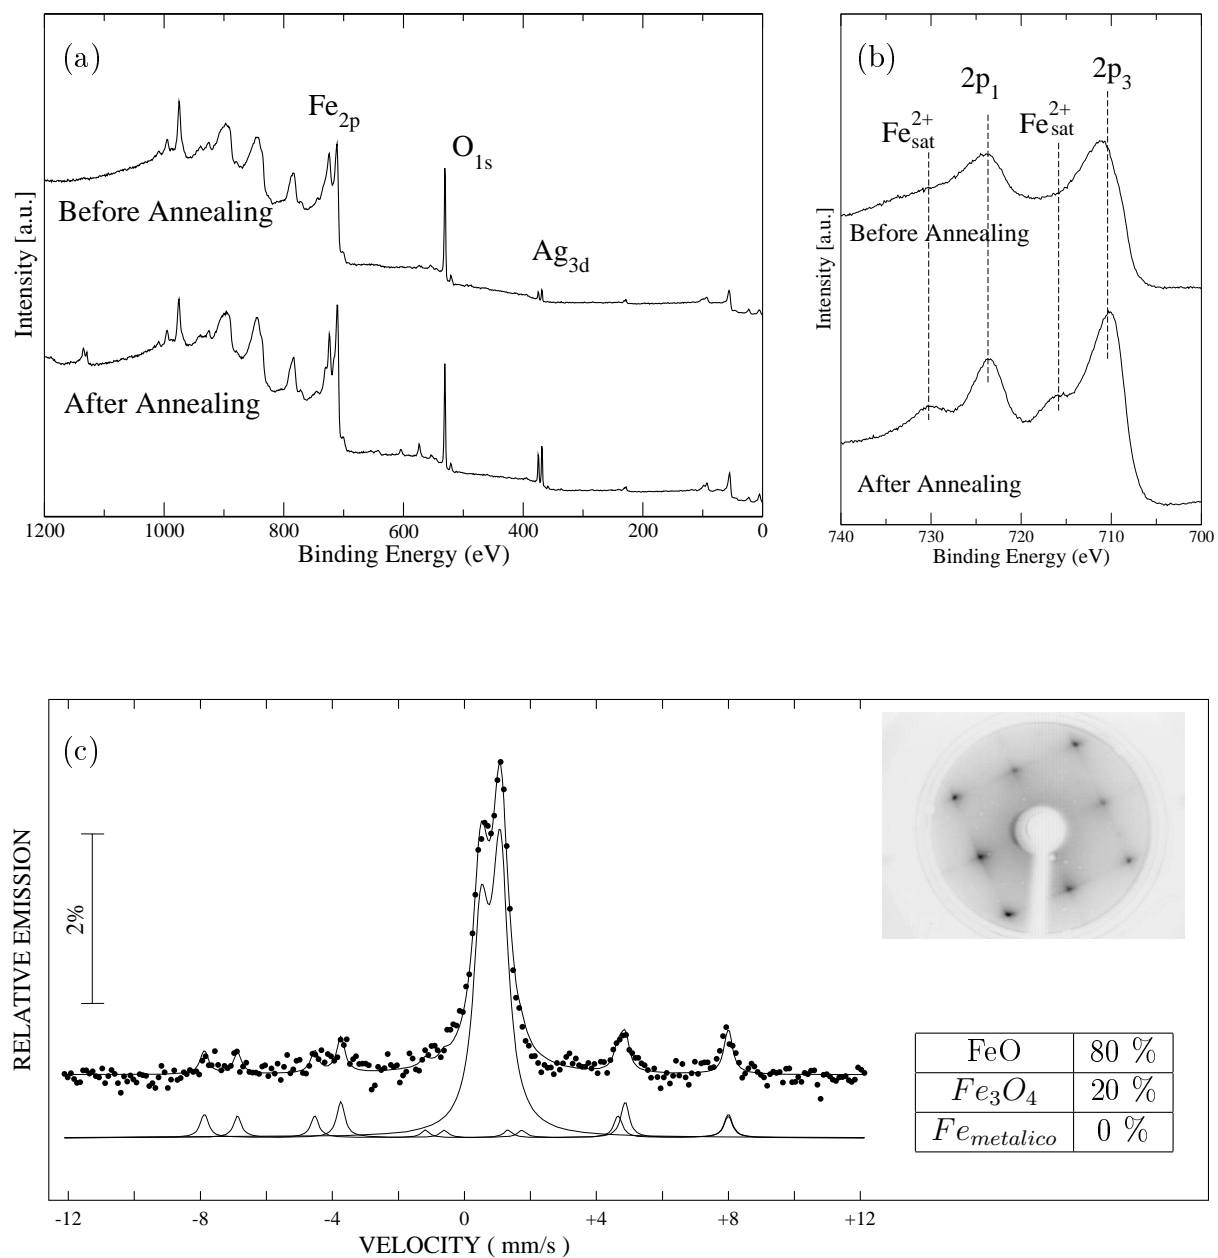 (a)
Fe2p
O1s
Ag3d
Before Annealing
After Annealing
Intensity [a.u.]
1200 1000 800 600 400 200 0
Binding Energy (eV)
(b)
2p1
2p3
Fe2+sat
Fe2+sat
Before Annealing
After Annealing
Intensity [a.u.]
740 730 720 710 700
Binding Energy (eV)
(c)
2%
RELATIVE EMISSION
-12 -8 -4 0 +4 +8 +12
VELOCITY ( mm/s )
FeO 80 %
Fe3O4 20 %
Femetalico 0 %